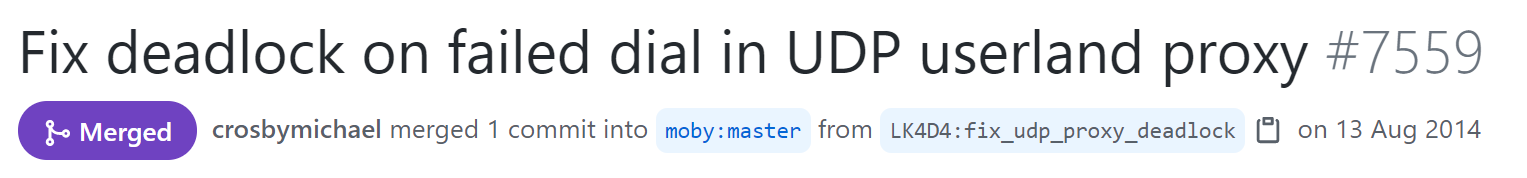 Fix deadlock on failed dial in UDP userland proxy #7559
Merged crosbymichael merged 1 commit into moby:master from LK4D4:fix_udp_proxy_deadlock on 13 Aug 2014